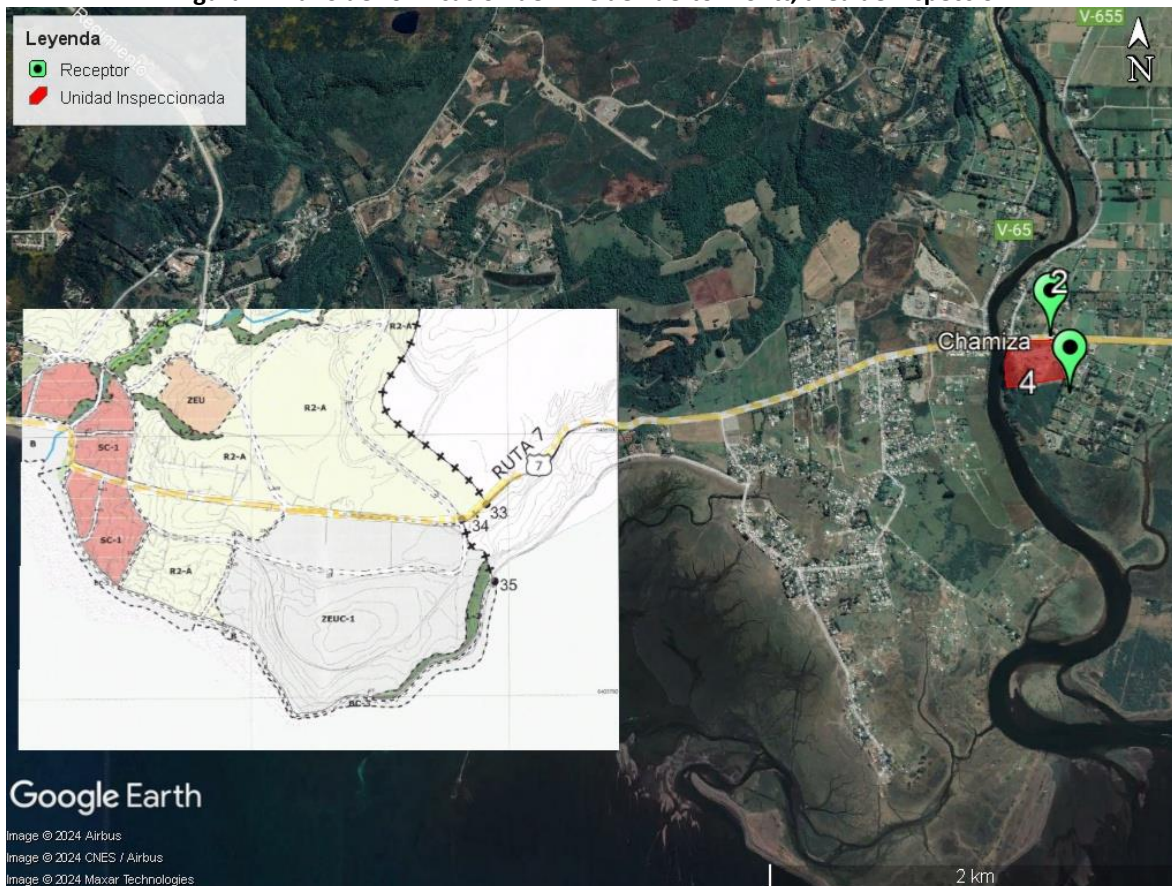 Leyenda
Receptor
Unidad Inspeccionada
V-655
N
V-65
2
Chamiza
4
R2-A
ZEU
R2-A
RUTA 7
7
B
SC-1
R2-A
33
34
SC-1
R2-A
35
ZEUC-1
Google Earth
Image © 2024 Airbus
Image © 2024 CNES / Airbus
Image © 2024 Maxar Technologies
2 km